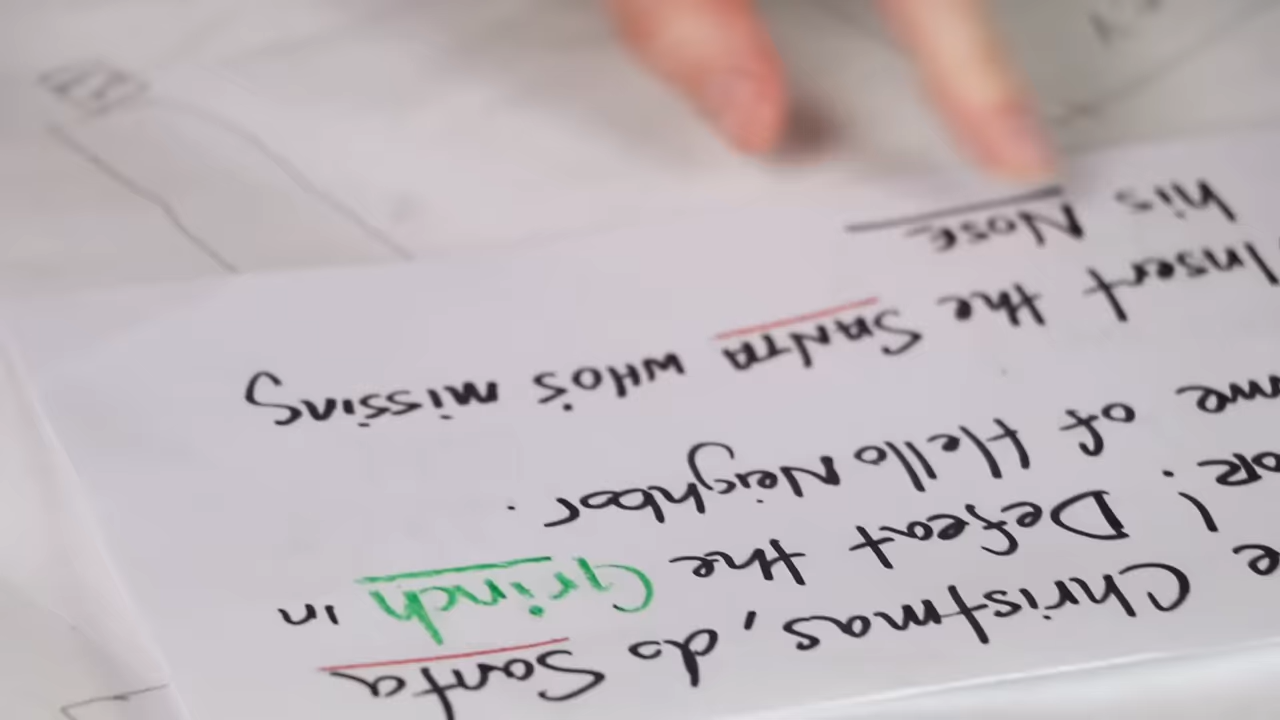 e Christmas, do Santa
OR! Defeat the Grinch in
me of Hello Neighbor.
Insert the SANTA WHO'S missing
his NOSE